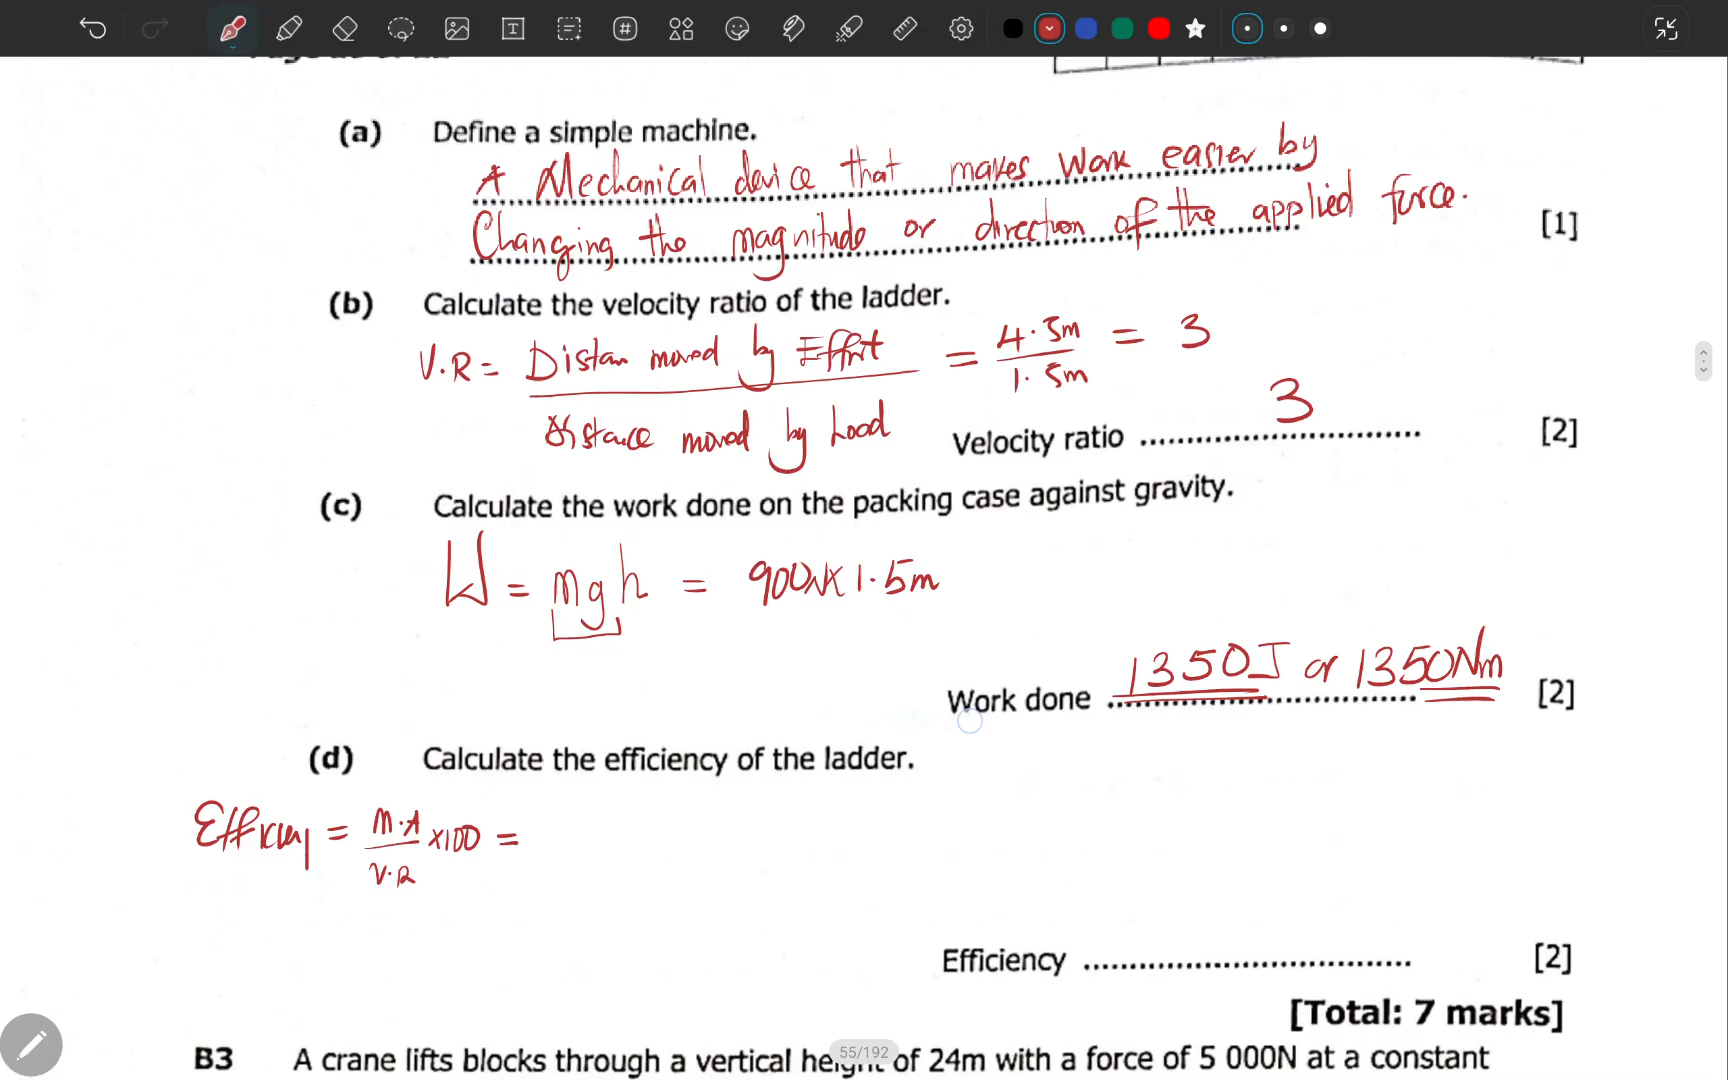 (a) Define a simple machine.
A Mechanical device that makes Work easier by
Changing the magnitude or direction of the applied force.
[1]
(b) Calculate the velocity ratio of the ladder.
V.R = Distan moved by Effort / distance moved by Load = 4.5m / 1.5m = 3
Velocity ratio 3 [2]
(c) Calculate the work done on the packing case against gravity.
W = mgh = 900N X 1.5m
Work done 1350J or 1350Nm [2]
(d) Calculate the efficiency of the ladder.
= M.A / V.R x100 =
Efficiency [2]
[Total: 7 marks]
B3 A crane lifts blocks through a vertical height of 24m with a force of 5 000N at a constant
55/192